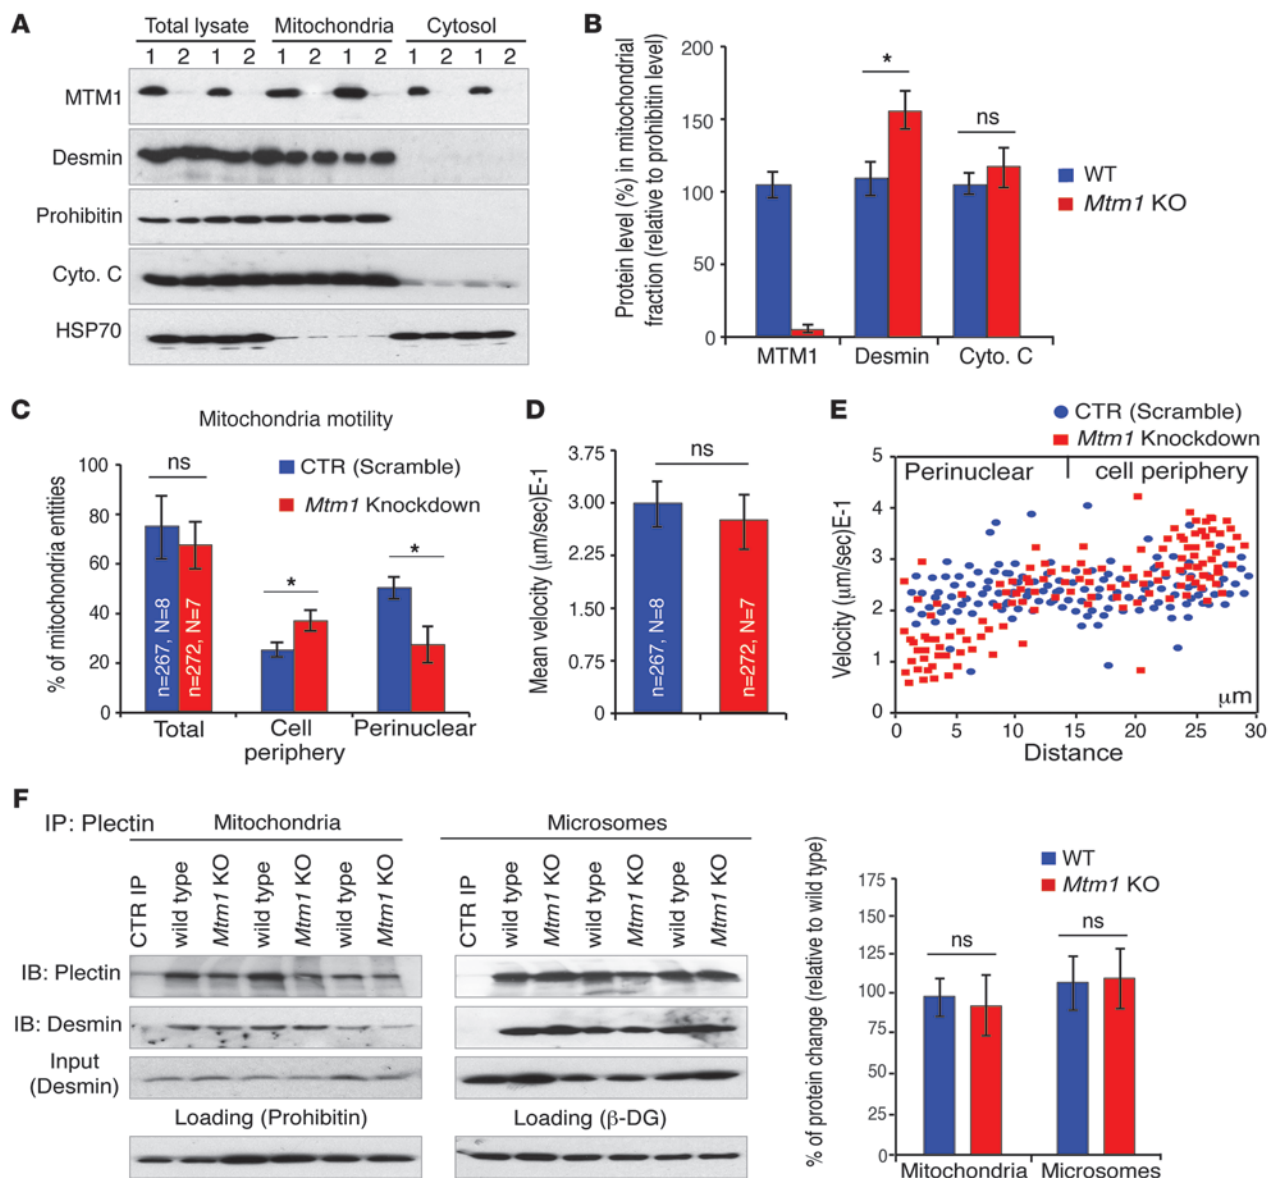 A
Total lysate Mitochondria Cytosol
1 2 1 2 1 2 1 2 1 2 1 2
MTM1
Desmin
Prohibitin
Cyto. C
HSP70
B
Protein level (%) in mitochondrial
fraction (relative to prohibitin level)
200
150
100
50
0
*
ns
MTM1 Desmin Cyto. C
WT
Mtm1 KO
C
Mitochondria motility
% of mitochondria entities
100
80
60
40
20
0
ns
*
*
CTR (Scramble)
Mtm1 Knockdown
n=267, N=8
n=272, N=7
Total Cell Perinuclear
periphery
D
Mean velocity (μm/sec)E-1
3.75
3.00
2.25
1.50
0.75
0
ns
n=267, N=8
n=272, N=7
E
CTR (Scramble)
Mtm1 Knockdown
Velocity (μm/sec)E-1
5
4
3
2
1
0
Perinuclear cell periphery
μm
0 5 10 15 20 25 30
Distance
F
IP: Plectin Mitochondria Microsomes
CTR IP
wild type
Mtm1 KO
wild type
Mtm1 KO
wild type
Mtm1 KO
CTR IP
wild type
Mtm1 KO
wild type
Mtm1 KO
wild type
Mtm1 KO
IB: Plectin
IB: Desmin
Input
(Desmin)
Loading (Prohibitin) Loading (β-DG)
% of protein change (relative to wild type)
WT
Mtm1 KO
175
150
125
100
75
50
25
0
ns
ns
Mitochondria Microsomes